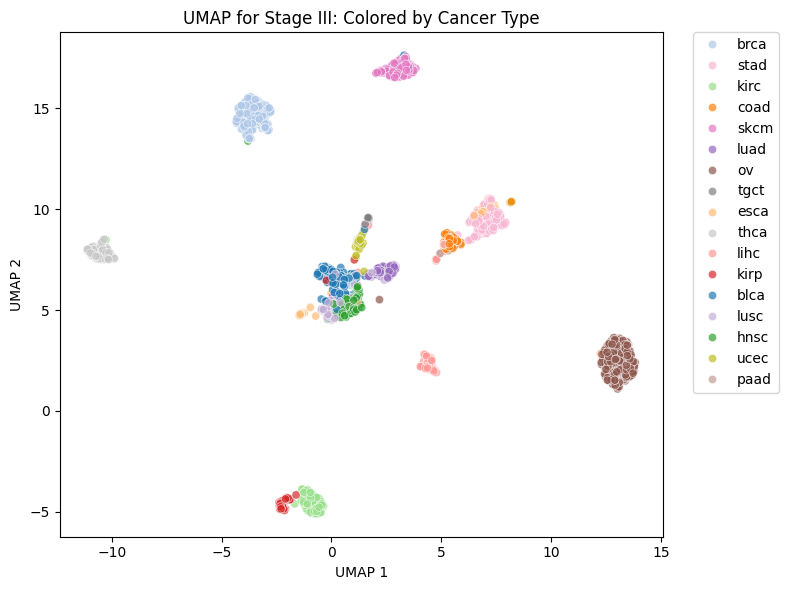 UMAP for Stage III: Colored by Cancer Type
15
10
5
0
−5
UMAP 2
−10
−5
0
5
10
15
UMAP 1
brca
stad
kirc
coad
skcm
luad
ov
tgct
esca
thca
lihc
kirp
blca
lusc
hnsc
ucec
paad